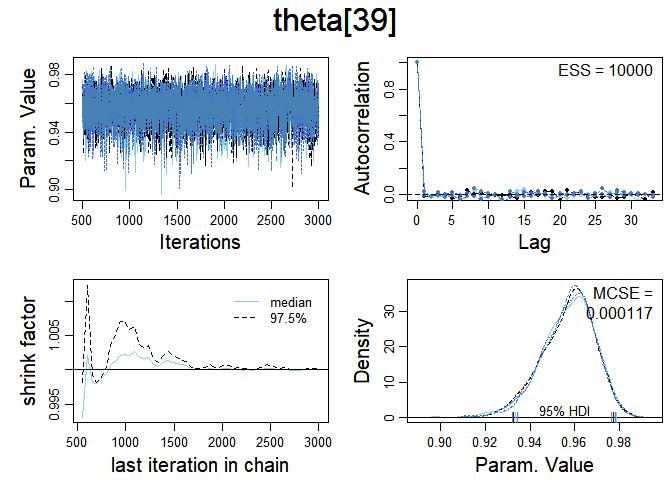 theta[39]
Param. Value
0.90 0.94 0.98
500 1000 1500 2000 2500 3000
Iterations
Autocorrelation
0.0 0.4 0.8
ESS = 10000
0 5 10 15 20 25 30
Lag
shrink factor
0.995 1.005
median
97.5%
500 1000 1500 2000 2500 3000
last iteration in chain
Density
0 10 20 30
MCSE =
0.000117
95% HDI
0.90 0.92 0.94 0.96 0.98
Param. Value